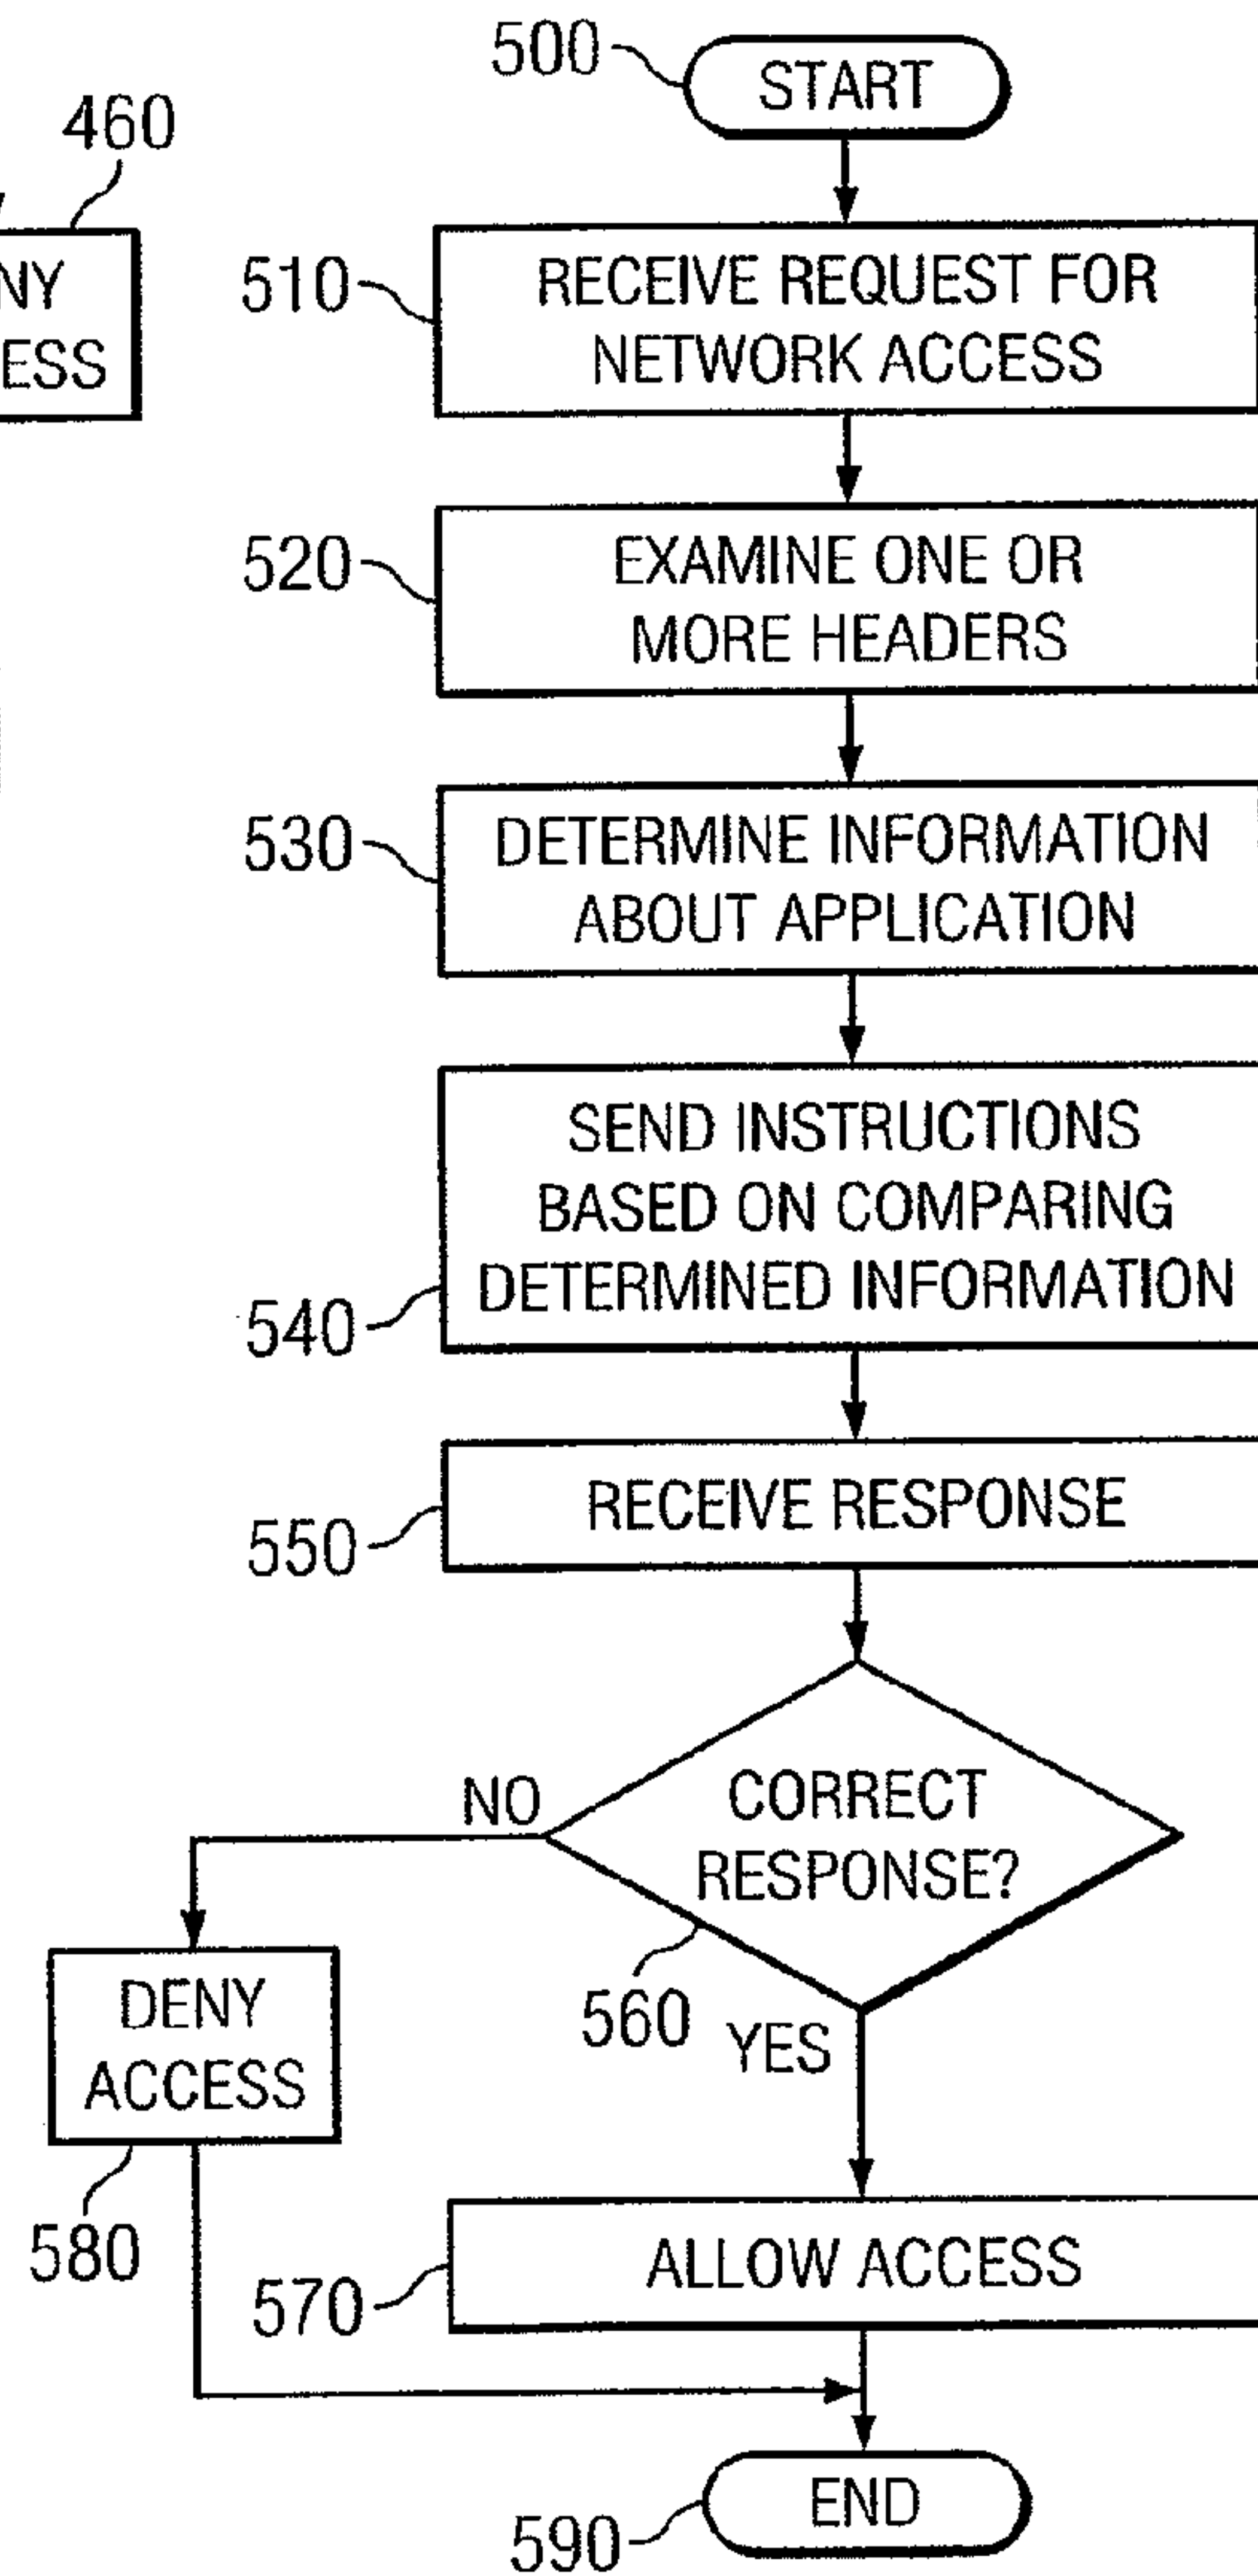 500
START
460
510
RECEIVE REQUEST FOR
NETWORK ACCESS
520
EXAMINE ONE OR
MORE HEADERS
530
DETERMINE INFORMATION
ABOUT APPLICATION
SEND INSTRUCTIONS
BASED ON COMPARING
DETERMINED INFORMATION
540
RECEIVE RESPONSE
550
NO
CORRECT
RESPONSE?
560
YES
DENY
ACCESS
580
ALLOW ACCESS
570
END
590